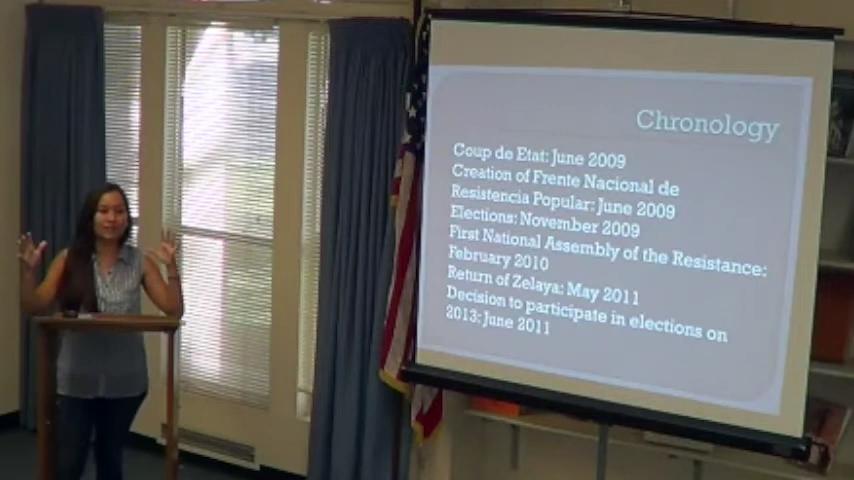 Chronology
Coup de Etat: June 2009
Creation of Frente Nacional de
Resistencia Popular: June 2009
Elections: November 2009
First National Assembly of the Resistance:
February 2010
Return of Zelaya: May 2011
Decision to participate in elections on
2013: June 2011